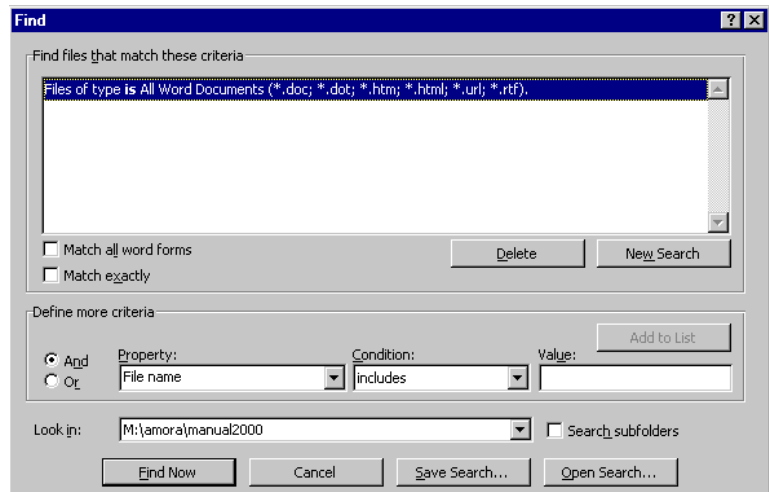 Find
Find files that match these criteria
Files of type is All Word Documents (*.doc; *.dot; *.htm; *.html; *.url; *.rtf).
Match all word forms
Delete
New Search
Match exactly
Define more criteria
Add to List
And
Or
Property:
Condition:
Value:
File name
includes
Look in:
M:\amora\manual2000
Search subfolders
Find Now
Cancel
Save Search...
Open Search...